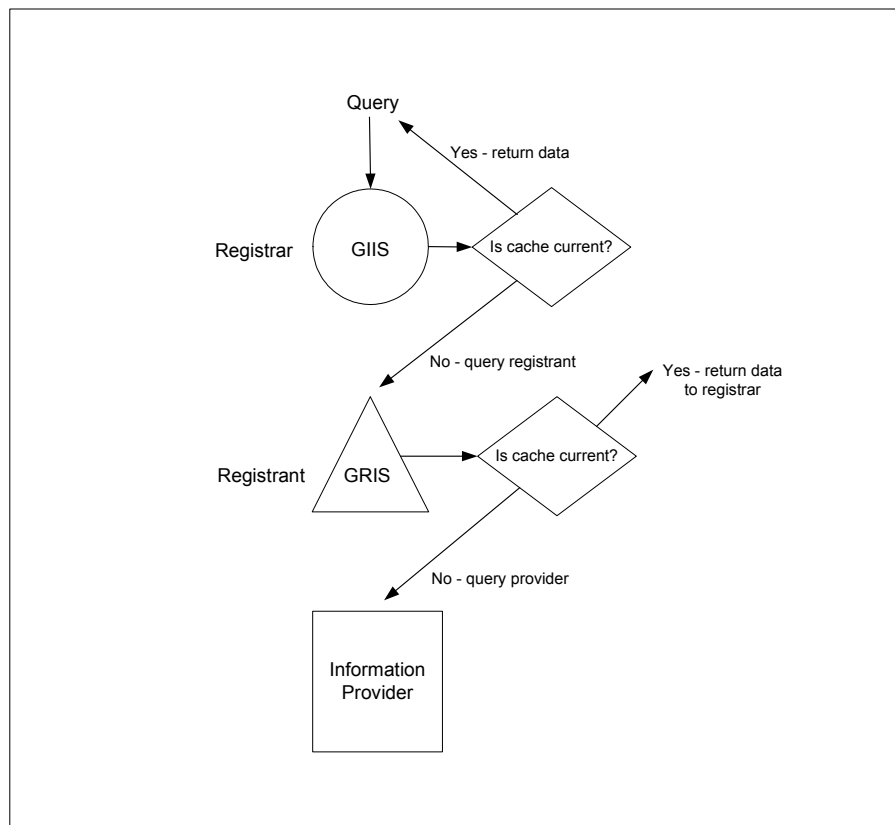 Query
Yes - return data
Registrar
GIIS
Is cache current?
No - query registrant
Yes - return data
to registrar
Registrant
GRIS
Is cache current?
No - query provider
Information
Provider